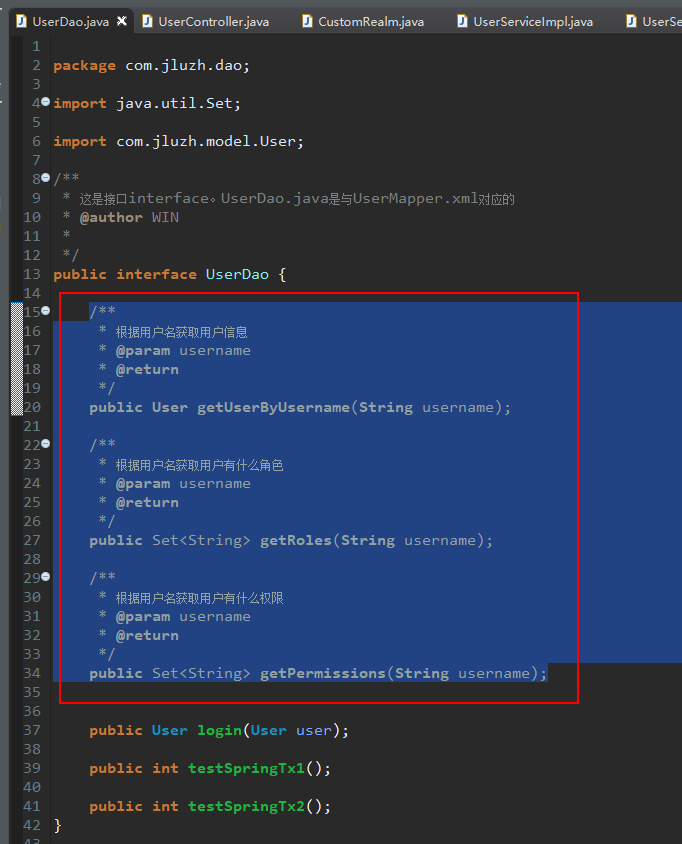 UserDao.java UserController.java CustomRealm.java UserServiceImpl.java UserSe
1
2 package com.jluzh.dao;
3
4 import java.util.Set;
5
6 import com.jluzh.model.User;
7
8 /**
9  * 这是接口interface。UserDao.java是与UserMapper.xml对应的
10  * @author WIN
11  *
12  */
13 public interface UserDao {
14
15     /**
16      * 根据用户名获取用户信息
17      * @param username
18      * @return
19      */
20     public User getUserByUsername(String username);
21
22     /**
23      * 根据用户名获取用户有什么角色
24      * @param username
25      * @return
26      */
27     public Set<String> getRoles(String username);
28
29     /**
30      * 根据用户名获取用户有什么权限
31      * @param username
32      * @return
33      */
34     public Set<String> getPermissions(String username);
35
36
37     public User login(User user);
38
39     public int testSpringTx1();
40
41     public int testSpringTx2();
42 }
43